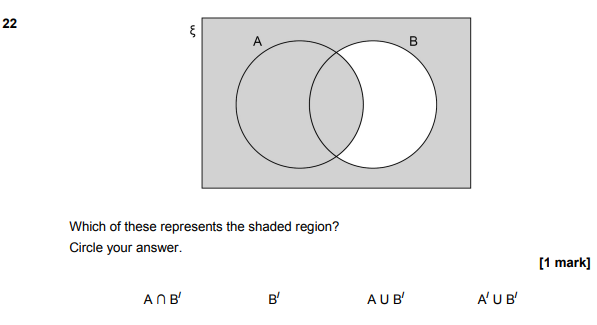 22
ξ
A
B
Which of these represents the shaded region?
Circle your answer.
[1 mark]
A ∩ B′
B′
A ∪ B′
A′ ∪ B′